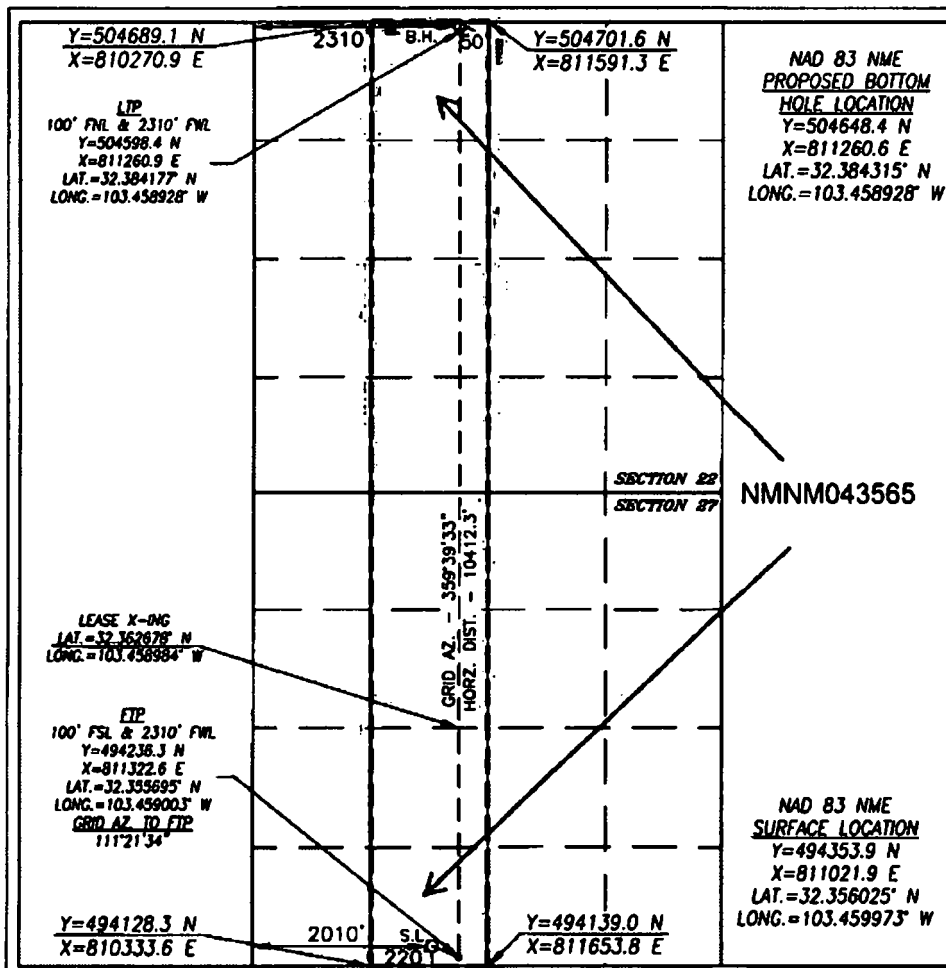 Y=504689.1 N
X=810270.9 E
2310'
B.H.
50'
Y=504701.6 N
X=811591.3 E
LTP
100' FNL & 2310' FWL
Y=504598.4 N
X=811260.9 E
LAT.=32.384177° N
LONG.=103.458928° W
NAD 83 NME
PROPOSED BOTTOM
HOLE LOCATION
Y=504648.4 N
X=811260.6 E
LAT.=32.384315° N
LONG.=103.458928° W
SECTION 22
SECTION 27
NMNM043565
GRID AZ. - 359°39'33"
HORZ. DIST. - 10412.3'
LEASE X-ING
LAT.=32.362678° N
LONG.=103.458984° W
FTP
100' FSL & 2310' FWL
Y=494236.3 N
X=811322.6 E
LAT.=32.355695° N
LONG.=103.459003° W
GRID AZ. TO FTP
111°21'34"
NAD 83 NME
SURFACE LOCATION
Y=494353.9 N
X=811021.9 E
LAT.=32.356025° N
LONG.=103.459973° W
Y=494128.3 N
X=810333.6 E
2010'
S.L.
220'
Y=494139.0 N
X=811653.8 E